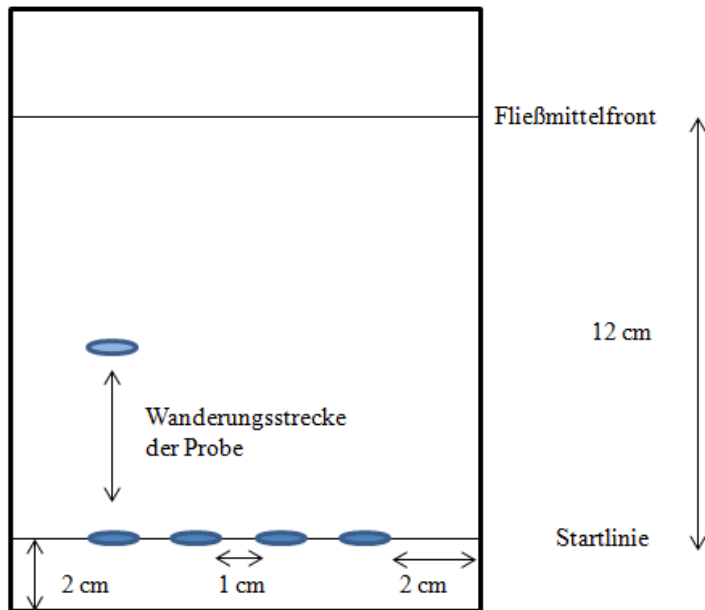 Fließmittelfront
12 cm
Wanderungsstrecke
der Probe
Startlinie
2 cm
1 cm
2 cm